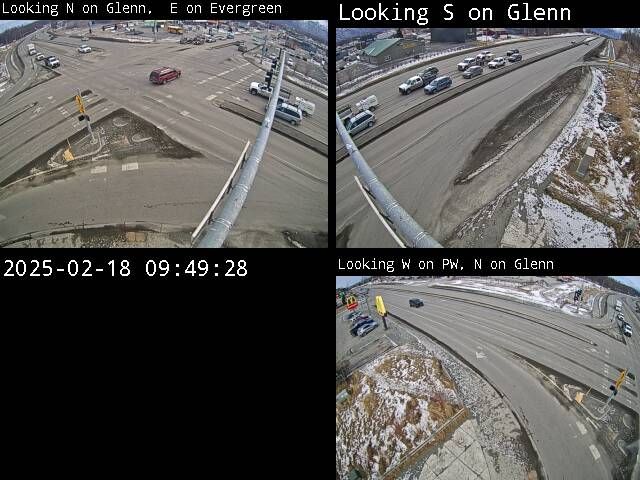 Looking N on Glenn,  E on Evergreen
Looking S on Glenn
2025-02-18 09:49:28
Looking W on PW, N on Glenn